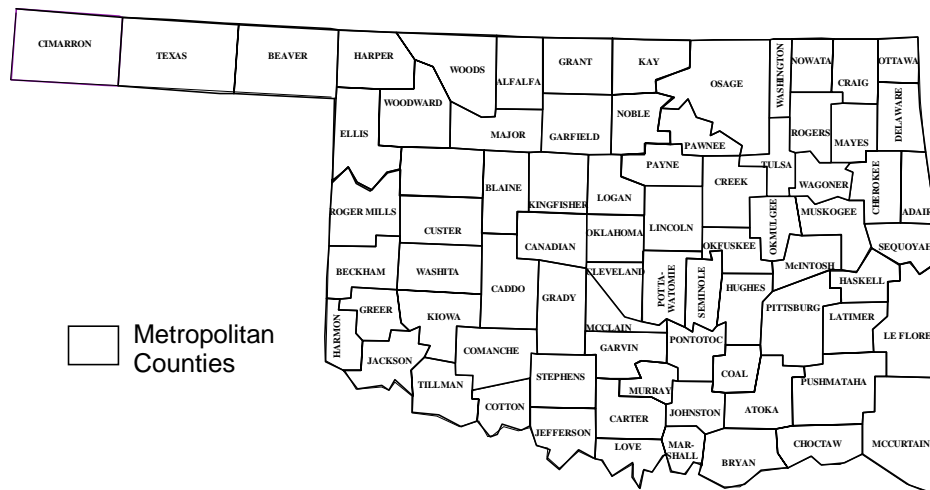 CIMARRON
TEXAS
BEAVER
HARPER
WOODS
ALFALFA
GRANT
KAY
OSAGE
WASHINGTON
NOWATA
CRAIG
OTTAWA
ELLIS
WOODWARD
MAJOR
GARFIELD
NOBLE
PAWNEE
ROGERS
MAYES
DELAWARE
ROGER MILLS
CUSTER
BLAINE
KINGFISHER
LOGAN
PAYNE
CREEK
TULSA
WAGONER
CHEROKEE
ADAIR
CANADIAN
OKLAHOMA
LINCOLN
OKFUSKEE
OKMULGEE
MUSKOGEE
SEQUOYAH
BECKHAM
WASHITA
CADDO
GRADY
CLEVELAND
POTTA-
WATOMIE
SEMINOLE
HUGHES
McINTOSH
HASKELL
HARMON
GREER
KIOWA
MCCLAIN
PITTSBURG
LATIMER
LE FLORE
JACKSON
COMANCHE
GARVIN
PONTOTOC
TILLMAN
STEPHENS
MURRAY
COAL
PUSHMATAHA
COTTON
CARTER
JOHNSTON
ATOKA
JEFFERSON
LOVE
MAR-
SHALL
BRYAN
CHOCTAW
MCCURTAIN
Metropolitan
Counties